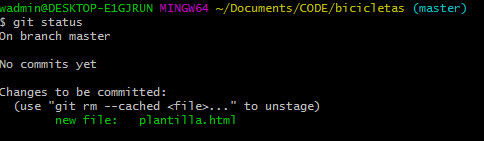 wadmin@DESKTOP-E1GJRUN MINGW64 ~/Documents/CODE/bicicletas (master)
$ git status
On branch master
No commits yet
Changes to be committed:
(use "git rm --cached <file>..." to unstage)
new file:   plantilla.html